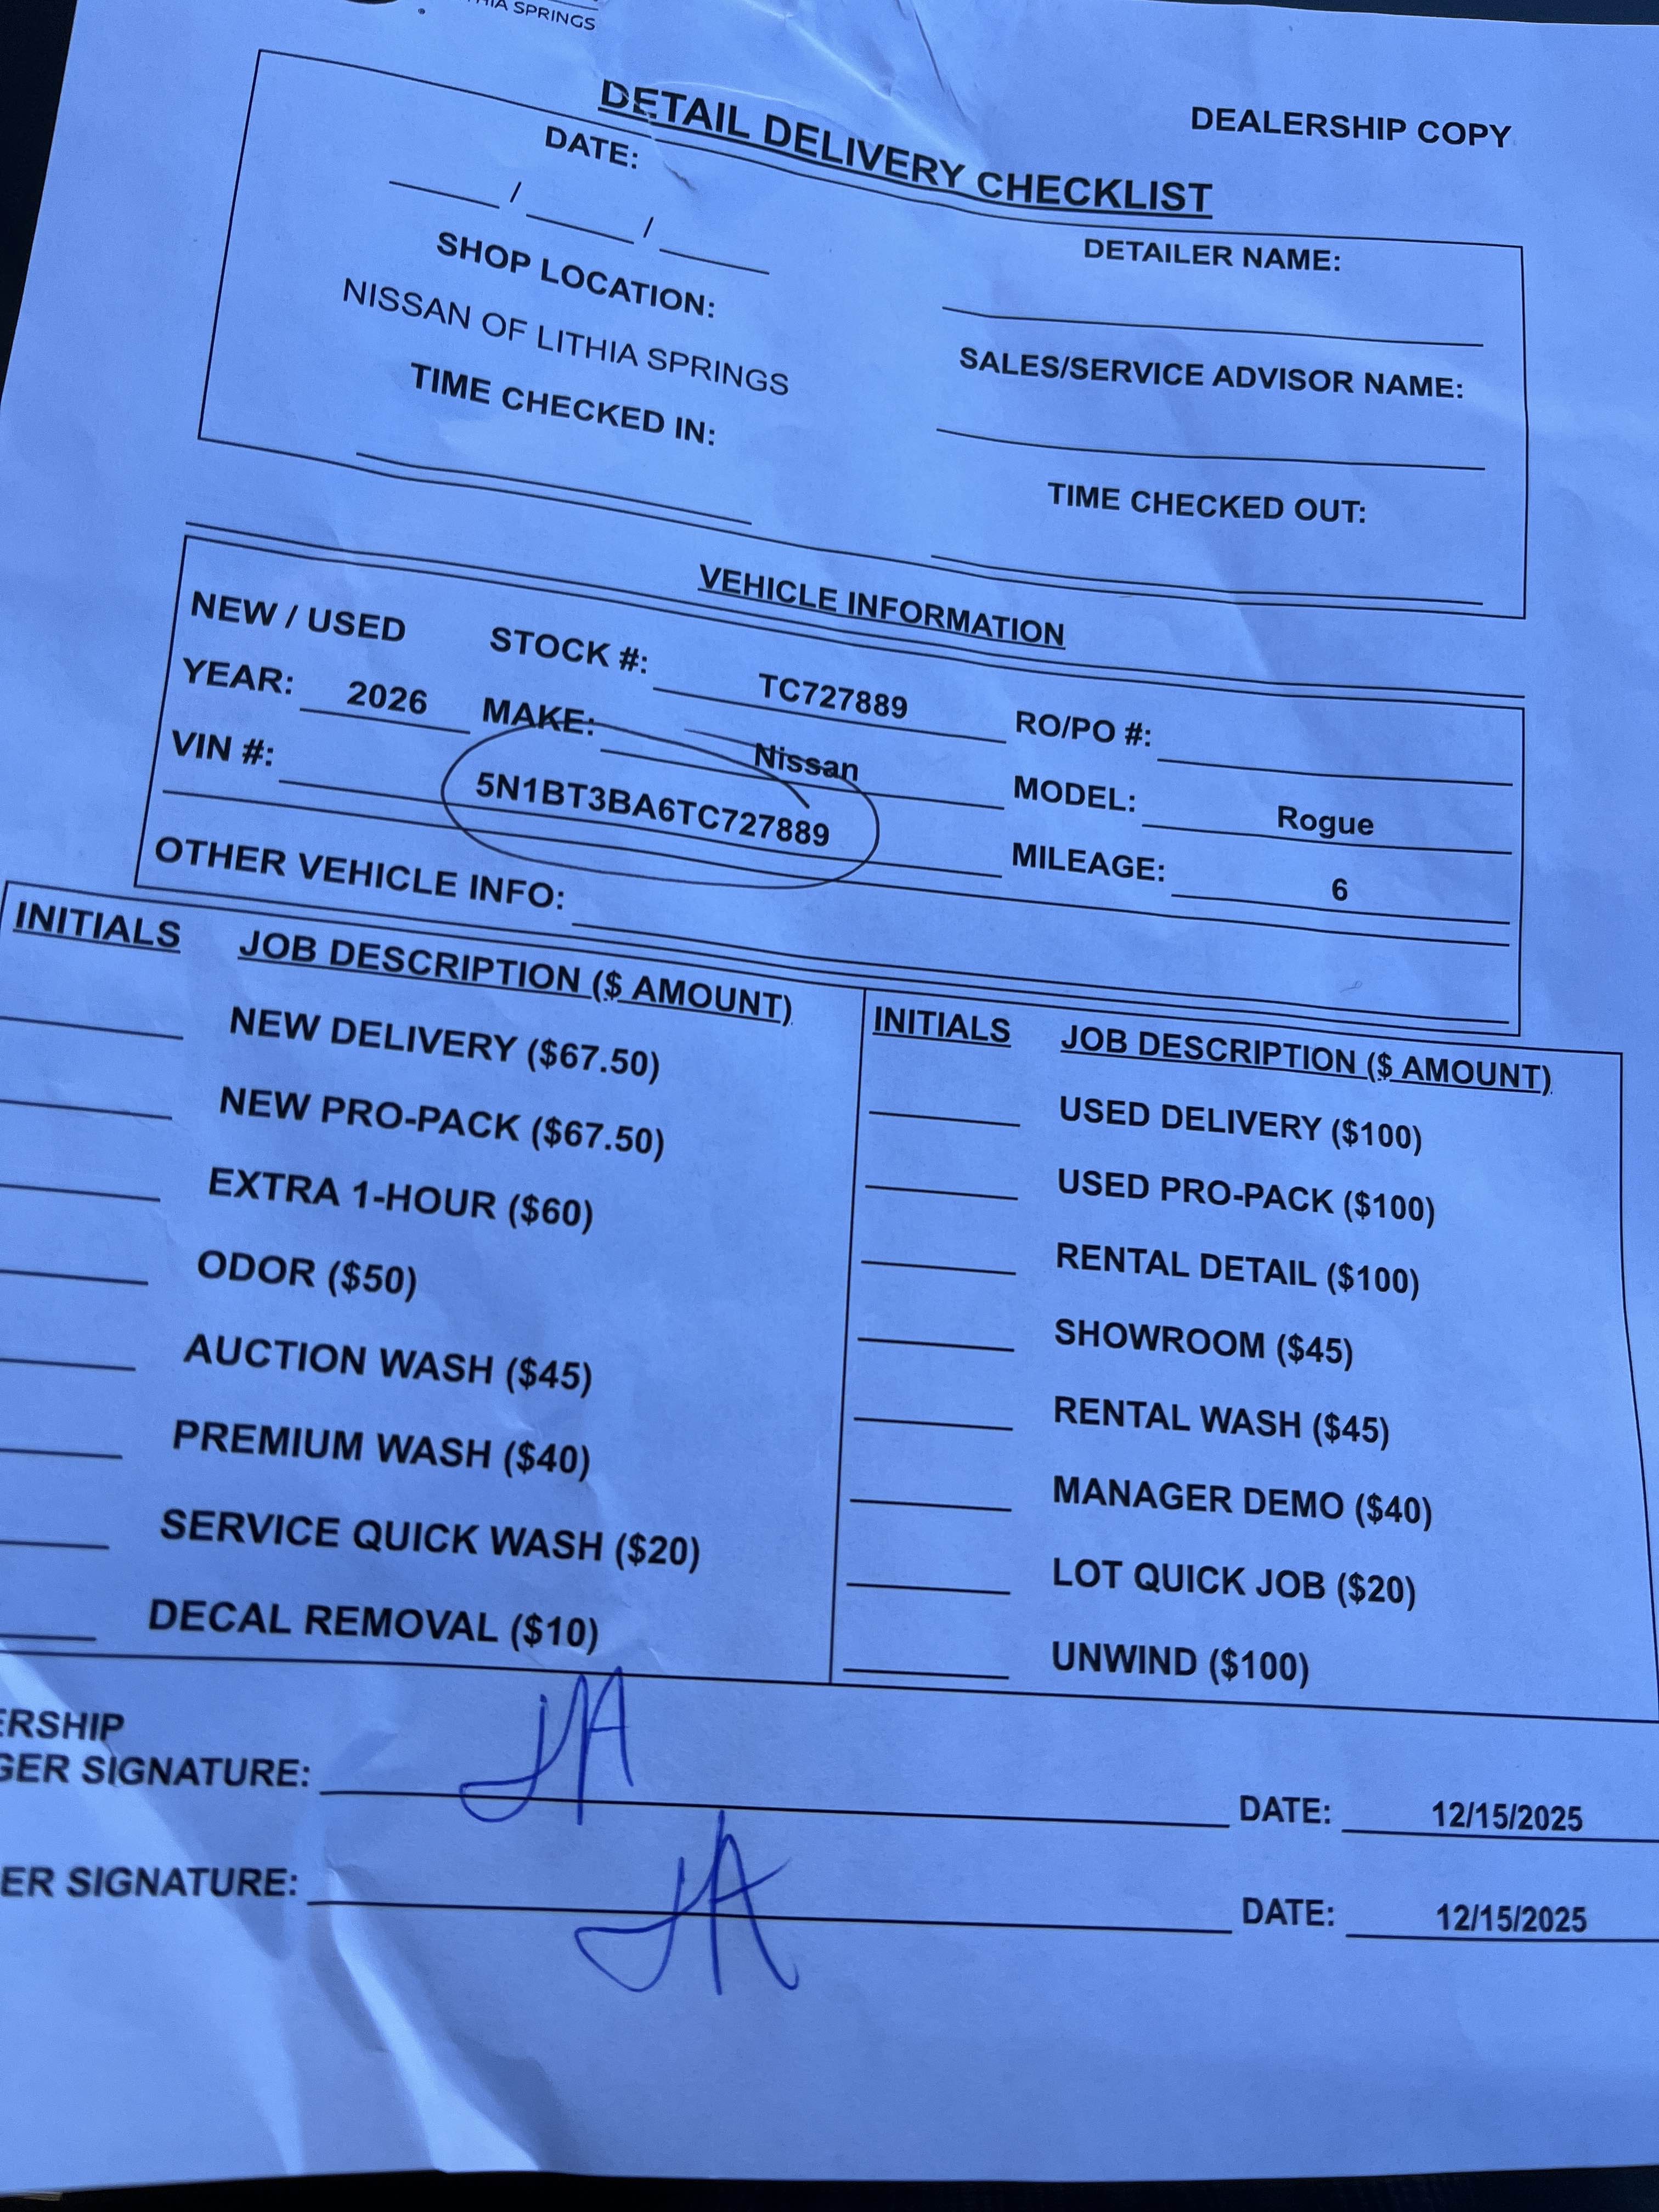 THIA SPRINGS
DEALERSHIP COPY
DETAIL DELIVERY CHECKLIST
DATE:
____ / ____ / ____
SHOP LOCATION:
NISSAN OF LITHIA SPRINGS
TIME CHECKED IN:
DETAILER NAME:
SALES/SERVICE ADVISOR NAME:
TIME CHECKED OUT:
VEHICLE INFORMATION
NEW / USED STOCK #: TC727889 RO/PO #:
YEAR: 2026 MAKE: Nissan MODEL: Rogue
VIN #: 5N1BT3BA6TC727889 MILEAGE: 6
OTHER VEHICLE INFO:
INITIALS JOB DESCRIPTION ($ AMOUNT)
NEW DELIVERY ($67.50)
NEW PRO-PACK ($67.50)
EXTRA 1-HOUR ($60)
ODOR ($50)
AUCTION WASH ($45)
PREMIUM WASH ($40)
SERVICE QUICK WASH ($20)
DECAL REMOVAL ($10)
INITIALS JOB DESCRIPTION ($ AMOUNT)
USED DELIVERY ($100)
USED PRO-PACK ($100)
RENTAL DETAIL ($100)
SHOWROOM ($45)
RENTAL WASH ($45)
MANAGER DEMO ($40)
LOT QUICK JOB ($20)
UNWIND ($100)
ERSHIP
GER SIGNATURE: DATE: 12/15/2025
ER SIGNATURE: DATE: 12/15/2025